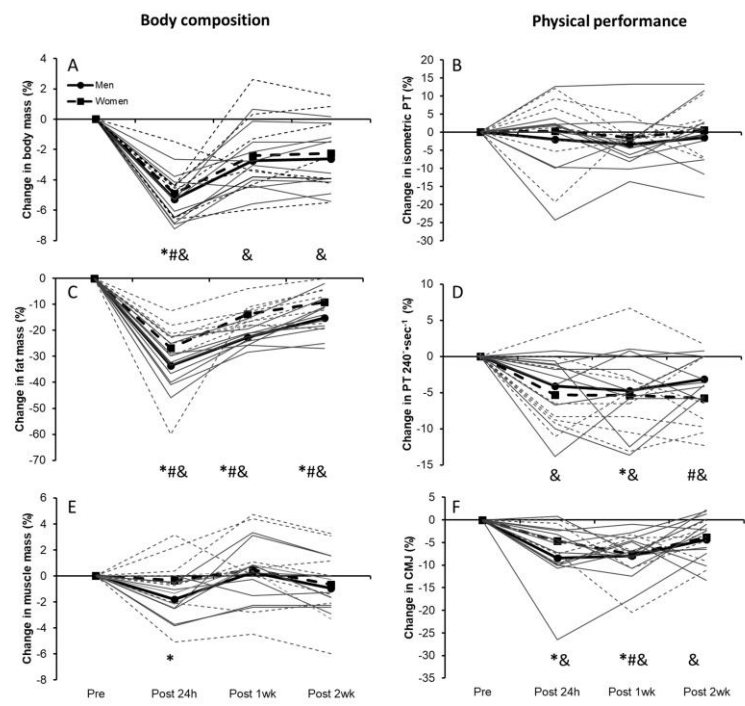 Body composition
Physical performance
A
Men
Women
Change in body mass (%)
4
2
0
-2
-4
-6
-8
*#&
&
&
B
Change in isometric PT (%)
20
15
10
5
0
-5
-10
-15
-20
-25
-30
C
Change in fat mass (%)
0
-10
-20
-30
-40
-50
-60
-70
*#&
*#&
*#&
D
Change in PT 240°•sec⁻¹ (%)
10
5
0
-5
-10
-15
&
*&
#&
E
Change in muscle mass (%)
6
4
2
0
-2
-4
-6
-8
*
Pre
Post 24h
Post 1wk
Post 2wk
F
Change in CMJ (%)
5
0
-5
-10
-15
-20
-25
-30
-35
*&
*#&
&
Pre
Post 24h
Post 1wk
Post 2wk